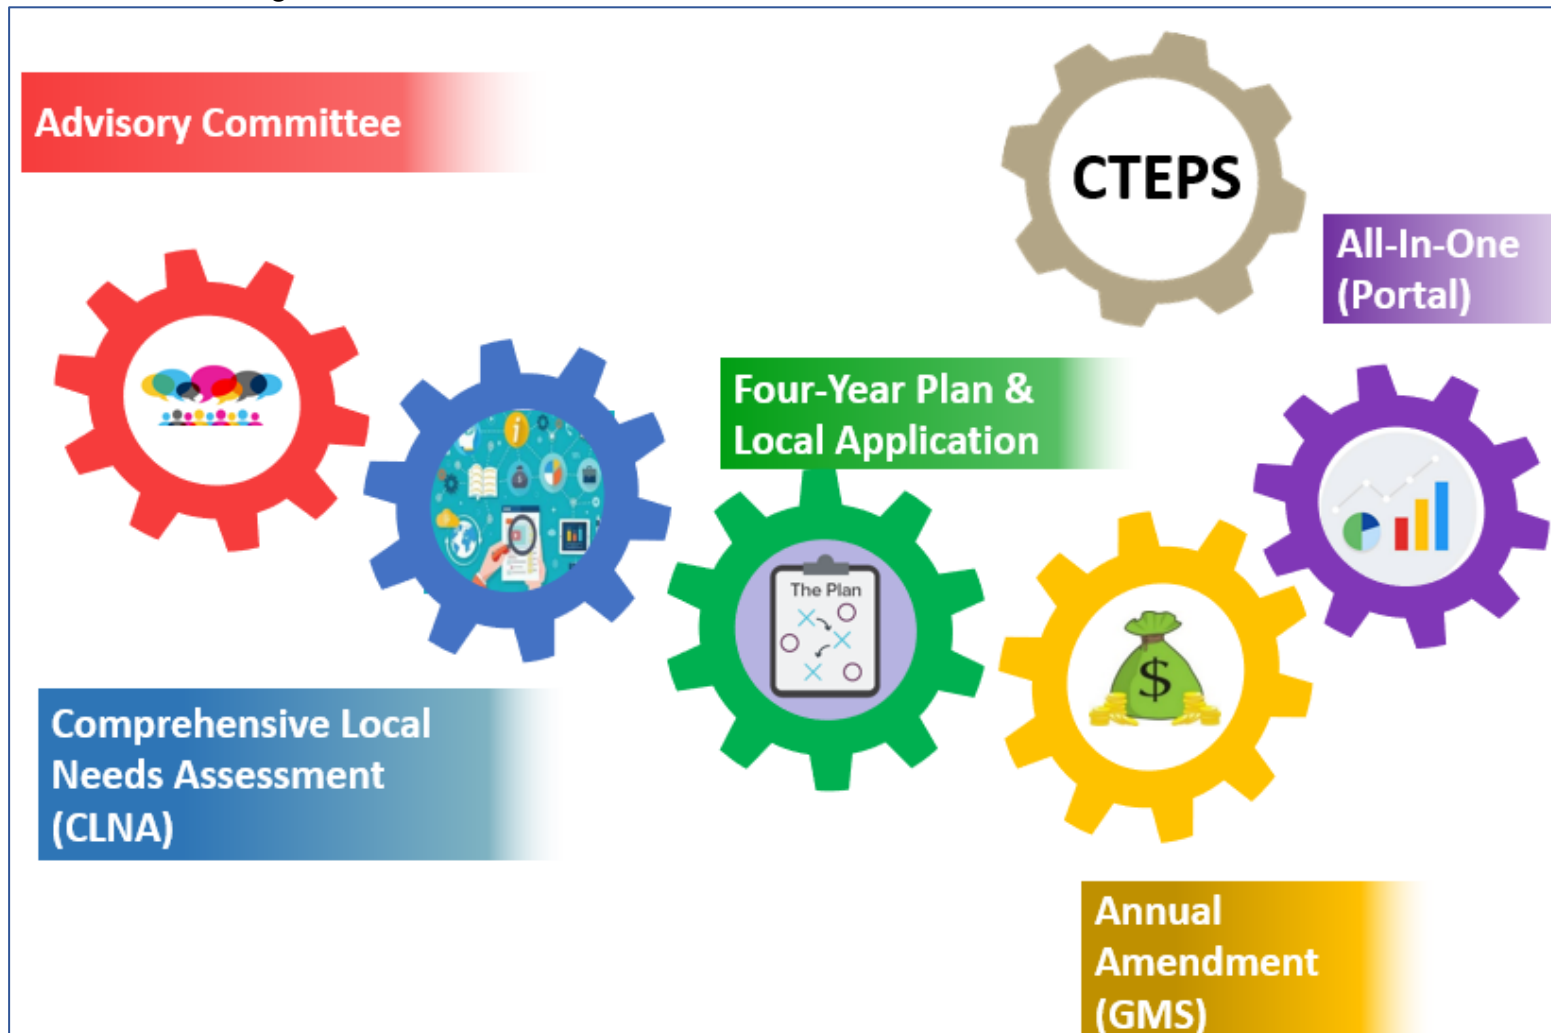 Advisory Committee
CTEPS
All-In-One
(Portal)
Four-Year Plan &
Local Application
The Plan
Comprehensive Local
Needs Assessment
(CLNA)
$
Annual
Amendment
(GMS)